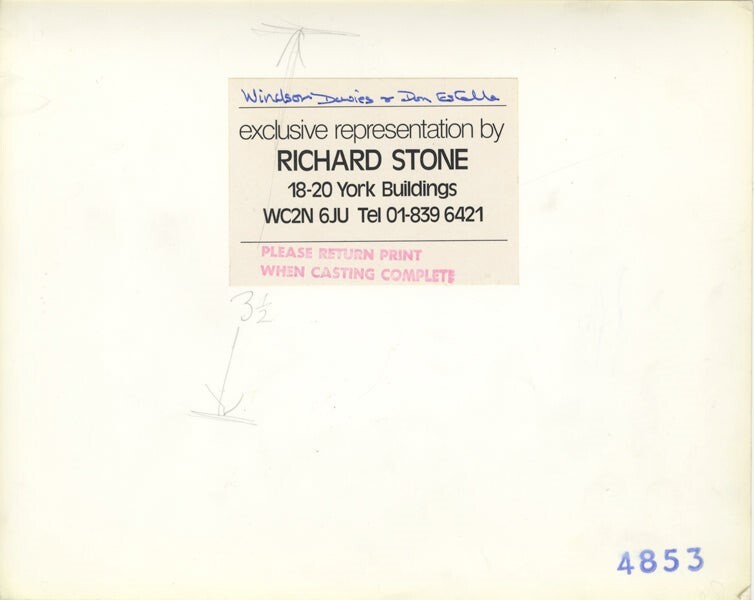 Windsor Davies & Don Estelle
exclusive representation by
RICHARD STONE
18-20 York Buildings
WC2N 6JU Tel 01-839 6421
PLEASE RETURN PRINT
WHEN CASTING COMPLETE
3½
4853